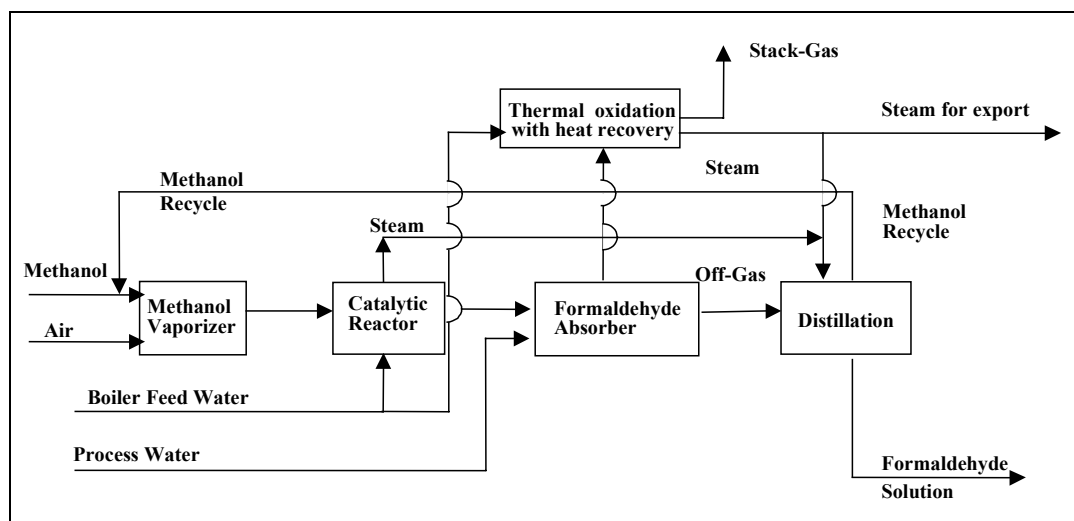 Stack-Gas
Thermal oxidation
with heat recovery
Steam for export
Steam
Methanol
Recycle
Methanol
Recycle
Steam
Methanol
Off-Gas
Methanol
Vaporizer
Catalytic
Reactor
Formaldehyde
Absorber
Distillation
Air
Boiler Feed Water
Process Water
Formaldehyde
Solution